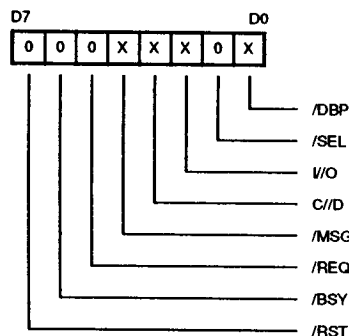 D7 D0
0 0 0 X X X 0 X
/DBP
/SEL
I//O
C//D
/MSG
/REQ
/BSY
/RST